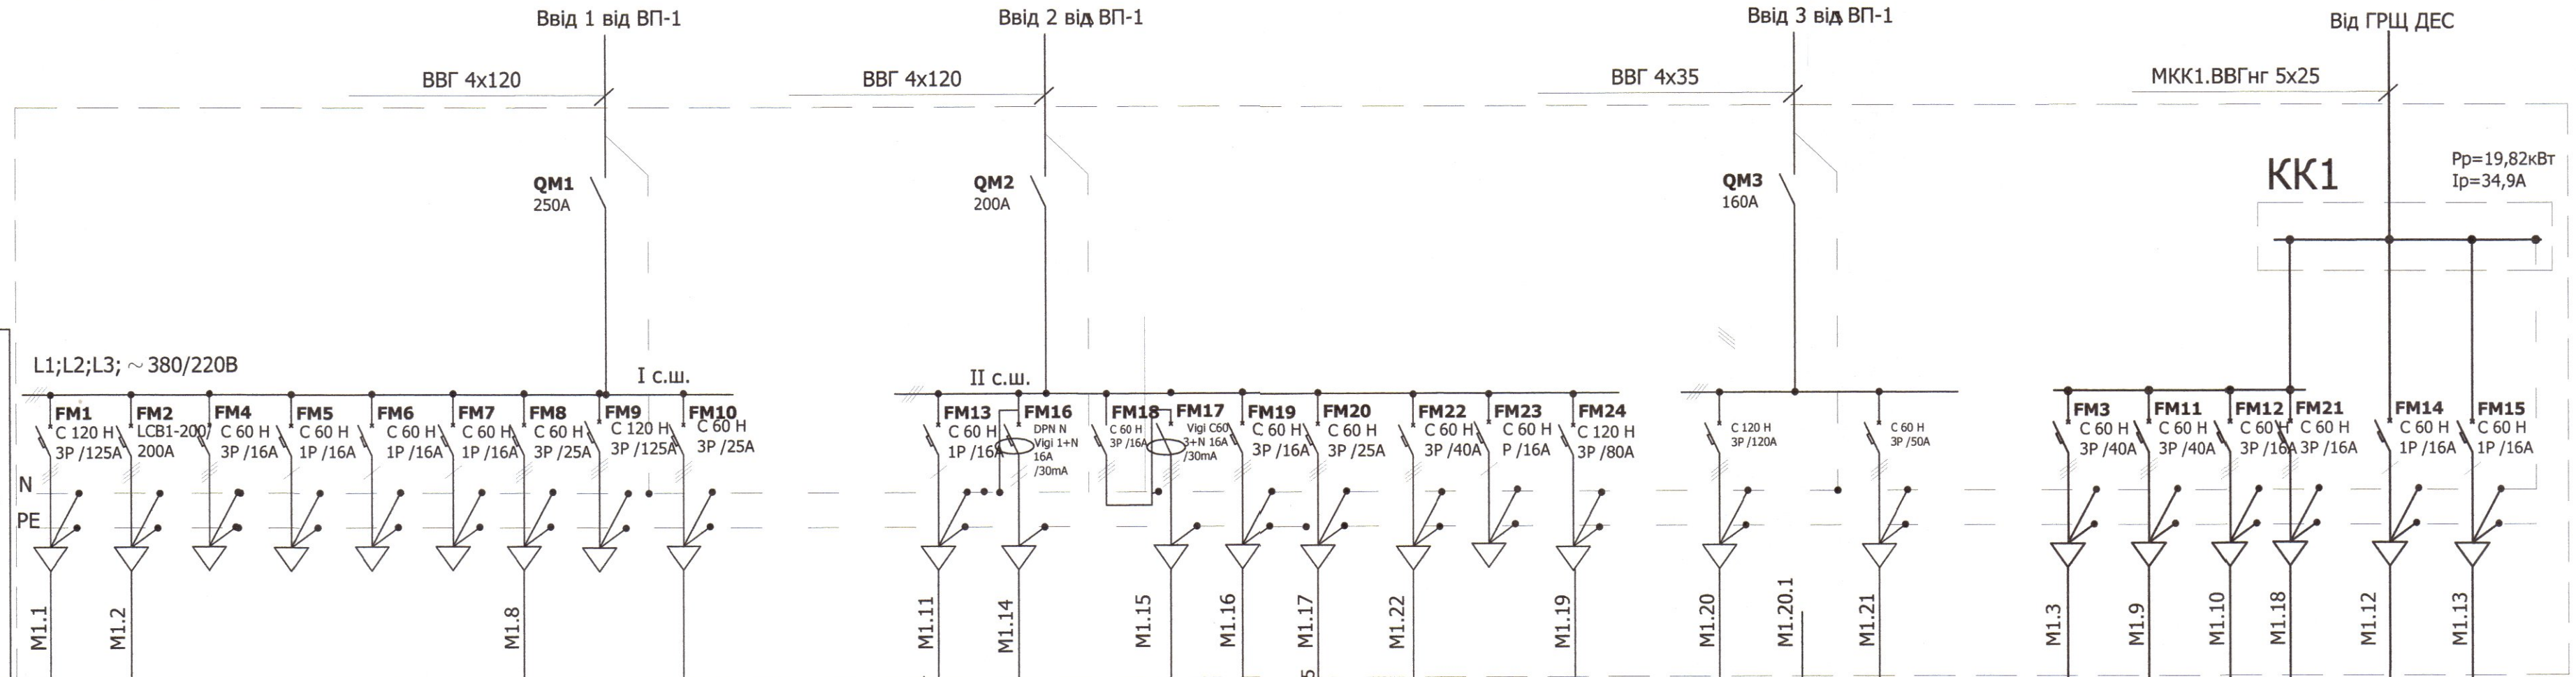 Ввід 1 від ВП-1
Ввід 2 від ВП-1
Ввід 3 від ВП-1
Від ГРЩ ДЕС
ВВГ 4х120
ВВГ 4х120
ВВГ 4х35
МКК1.ВВГнг 5х25
QM1
250А
QM2
200А
QM3
160А
КК1
Рр=19,82кВт
Ір=34,9А
L1;L2;L3; ~ 380/220В
I с.ш.
II с.ш.
FM1
C 120 H
3P /125A
FM2
LCB1-200/
200A
FM4
C 60 H
3P /16A
FM5
C 60 H
1P /16A
FM6
C 60 H
1P /16A
FM7
C 60 H
1P /16A
FM8
C 60 H
3P /25A
FM9
C 120 H
3P /125A
FM10
C 60 H
3P /25A
FM13
C 60 H
1P /16A
FM16
DPN N
Vigi 1+N
16A
/30mA
FM18
C 60 H
3P /16A
FM17
Vigi C60
3+N 16A
/30mA
FM19
C 60 H
3P /16A
FM20
C 60 H
3P /25A
FM22
C 60 H
3P /40A
FM23
C 60 H
P /16A
FM24
C 120 H
3P /80A
C 120 H
3P /120A
C 60 H
3P /50A
FM3
C 60 H
3P /40A
FM11
C 60 H
3P /40A
FM12
C 60 H
3P /16A
FM21
C 60 H
3P /16A
FM14
C 60 H
1P /16A
FM15
C 60 H
1P /16A
N
PE
M1.1
M1.2
M1.8
M1.11
M1.14
M1.15
M1.16
M1.17
M1.22
M1.19
M1.20
M1.20.1
M1.21
M1.3
M1.9
M1.10
M1.18
M1.12
M1.13